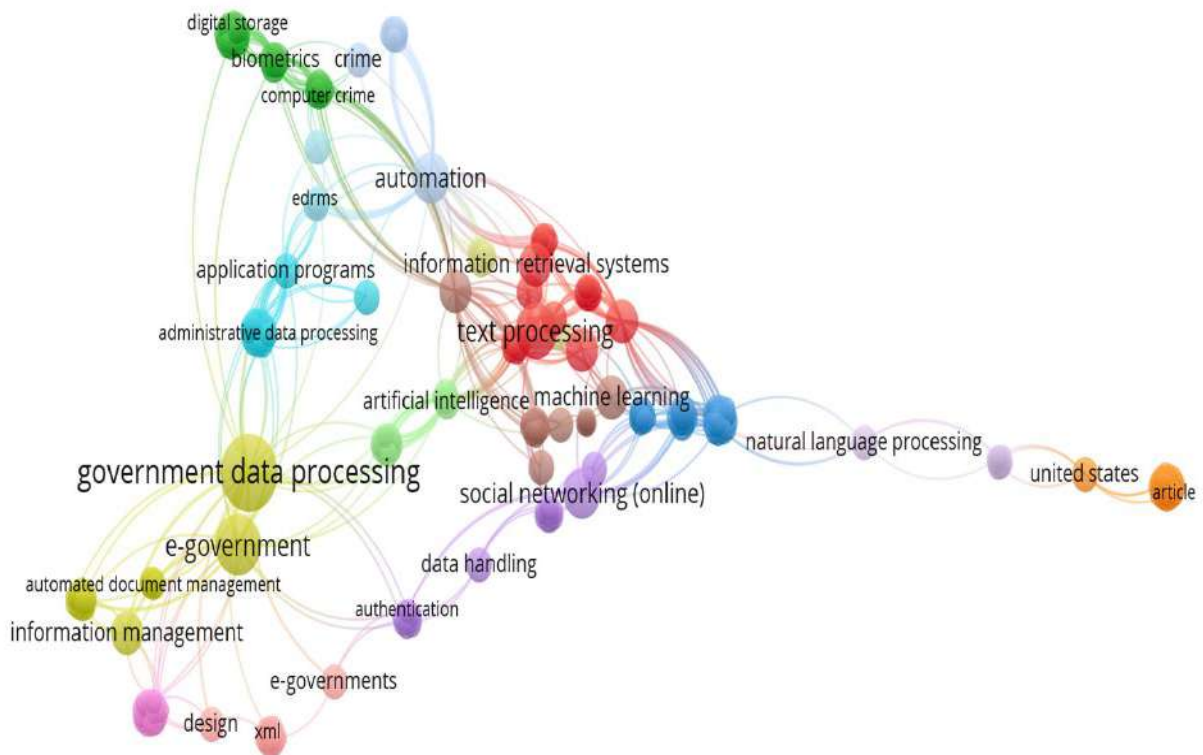 digital storage
biometrics
crime
computer crime
automation
edrms
information retrieval systems
application programs
text processing
administrative data processing
artificial intelligence
machine learning
natural language processing
government data processing
united states
social networking (online)
article
e-government
data handling
automated document management
authentication
information management
e-governments
design
xml